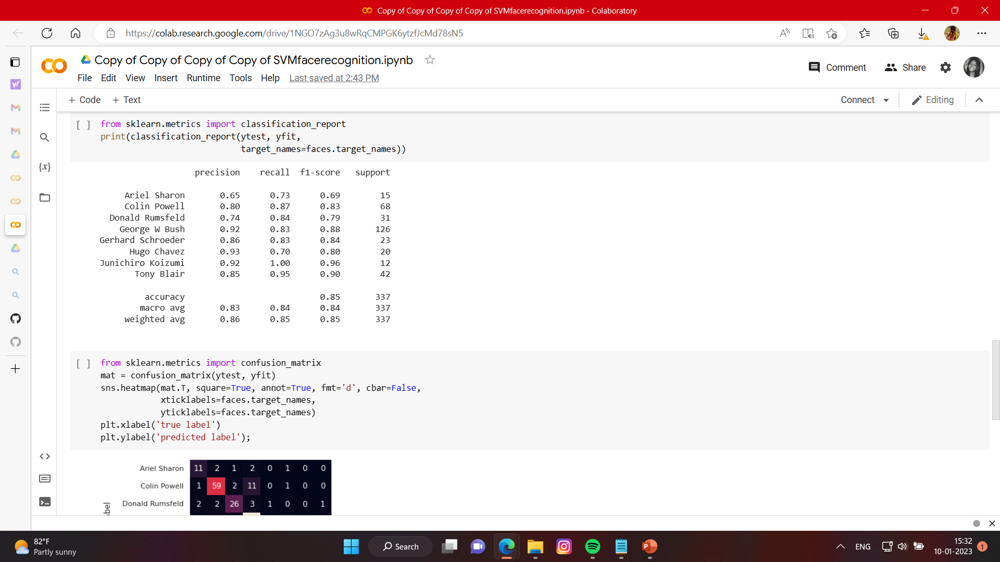 Copy of Copy of Copy of Copy of SVMfacerecognition.ipynb - Colaboratory
https://colab.research.google.com/drive/1NGO7zAg3u8wRqCMPGK6ytzfJcMd78sN5
Copy of Copy of Copy of Copy of SVMfacerecognition.ipynb
Comment Share
File Edit View Insert Runtime Tools Help Last saved at 2:43 PM
+ Code + Text Connect Editing
[ ] from sklearn.metrics import classification_report
print(classification_report(ytest, yfit,
target_names=faces.target_names))
{x}
precision recall f1-score support
Ariel Sharon 0.65 0.73 0.69 15
Colin Powell 0.80 0.87 0.83 68
Donald Rumsfeld 0.74 0.84 0.79 31
George W Bush 0.92 0.83 0.88 126
Gerhard Schroeder 0.86 0.83 0.84 23
Hugo Chavez 0.93 0.70 0.80 20
Junichiro Koizumi 0.92 1.00 0.96 12
Tony Blair 0.85 0.95 0.90 42
accuracy 0.85 337
macro avg 0.83 0.84 0.84 337
weighted avg 0.86 0.85 0.85 337
[ ] from sklearn.metrics import confusion_matrix
mat = confusion_matrix(ytest, yfit)
sns.heatmap(mat.T, square=True, annot=True, fmt='d', cbar=False,
xticklabels=faces.target_names,
yticklabels=faces.target_names)
plt.xlabel('true label')
plt.ylabel('predicted label');
Ariel Sharon 11 2 1 2 0 1 0 0
Colin Powell 1 59 2 11 0 1 0 0
Donald Rumsfeld 2 2 26 3 1 0 0 1
bel
82°F
Partly sunny
Search
ENG
15:32
10-01-2023
1